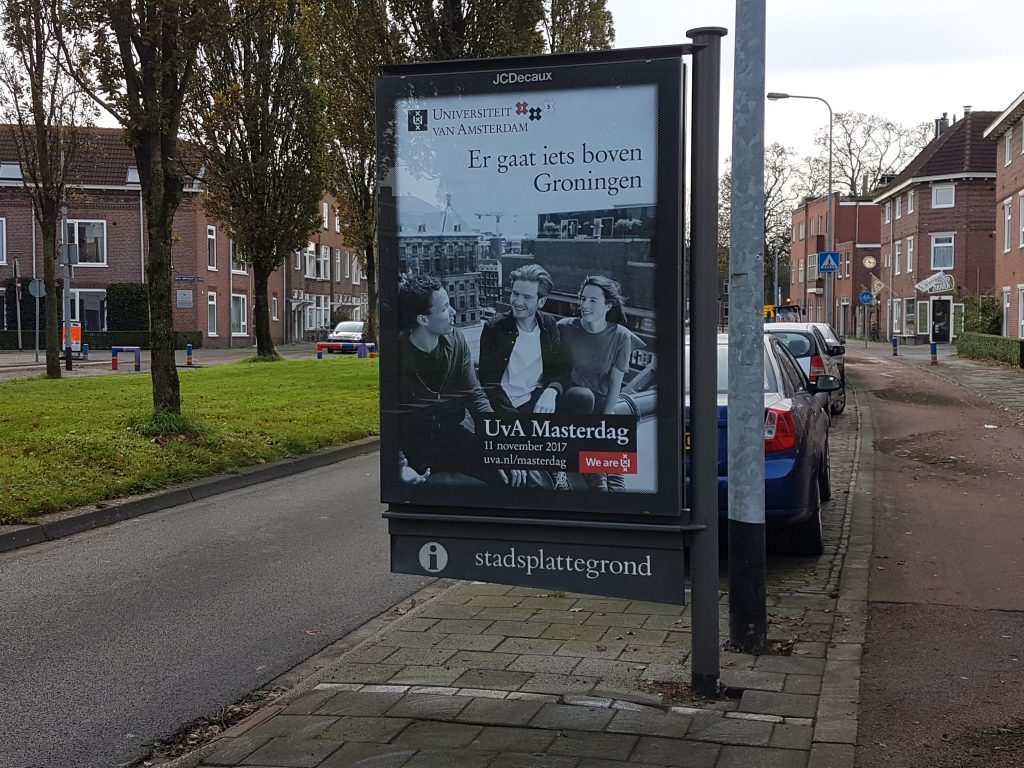 JCDecaux
UNIVERSITEIT
VAN AMSTERDAM
Er gaat iets boven
Groningen
UvA Masterdag
11 november 2017
uva.nl/masterdag
We are U
i stadsplattegrond